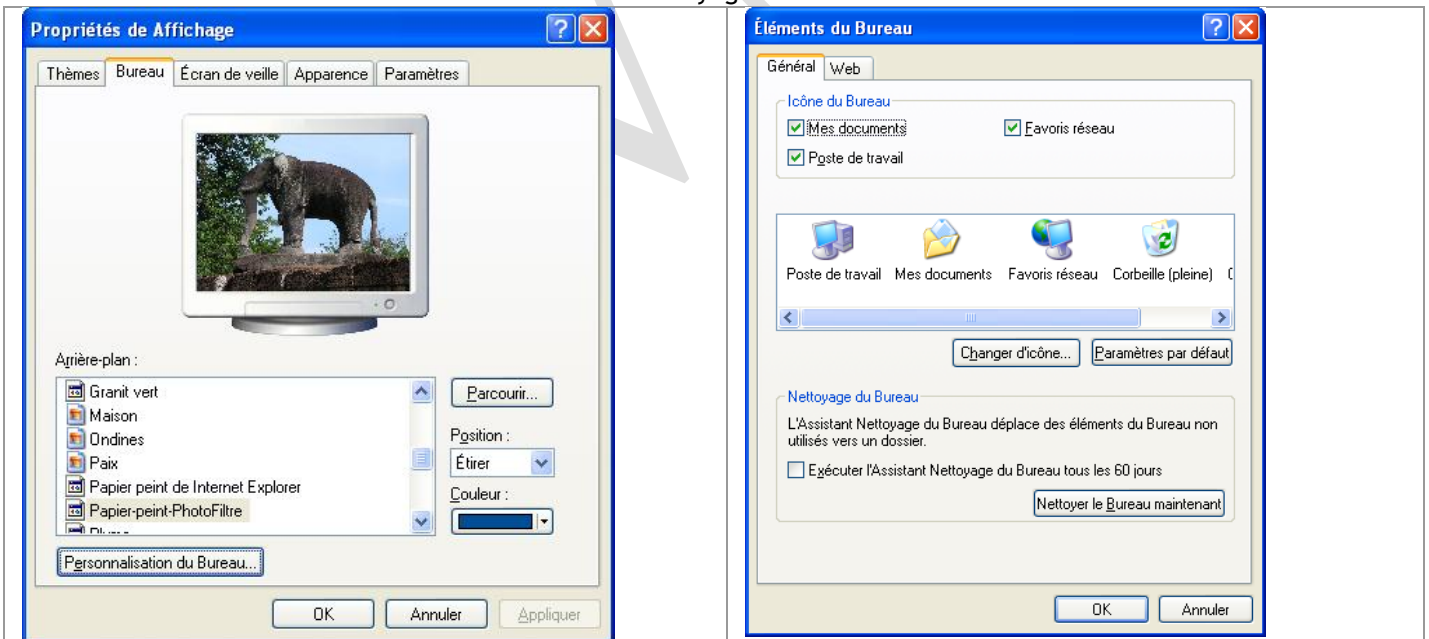 Propriétés de Affichage
Thèmes Bureau Écran de veille Apparence Paramètres
Arrière-plan :
Granit vert
Maison
Ondines
Paix
Papier peint de Internet Explorer
Papier-peint-PhotoFiltre
Parcourir...
Position :
Étirer
Couleur :
Personnalisation du Bureau...
OK Annuler Appliquer
Éléments du Bureau
Général Web
Icône du Bureau
Mes documents Favoris réseau
Poste de travail
Poste de travail Mes documents Favoris réseau Corbeille (pleine)
Changer d'icône... Paramètres par défaut
Nettoyage du Bureau
L'Assistant Nettoyage du Bureau déplace des éléments du Bureau non
utilisés vers un dossier.
Exécuter l'Assistant Nettoyage du Bureau tous les 60 jours
Nettoyer le Bureau maintenant
OK Annuler